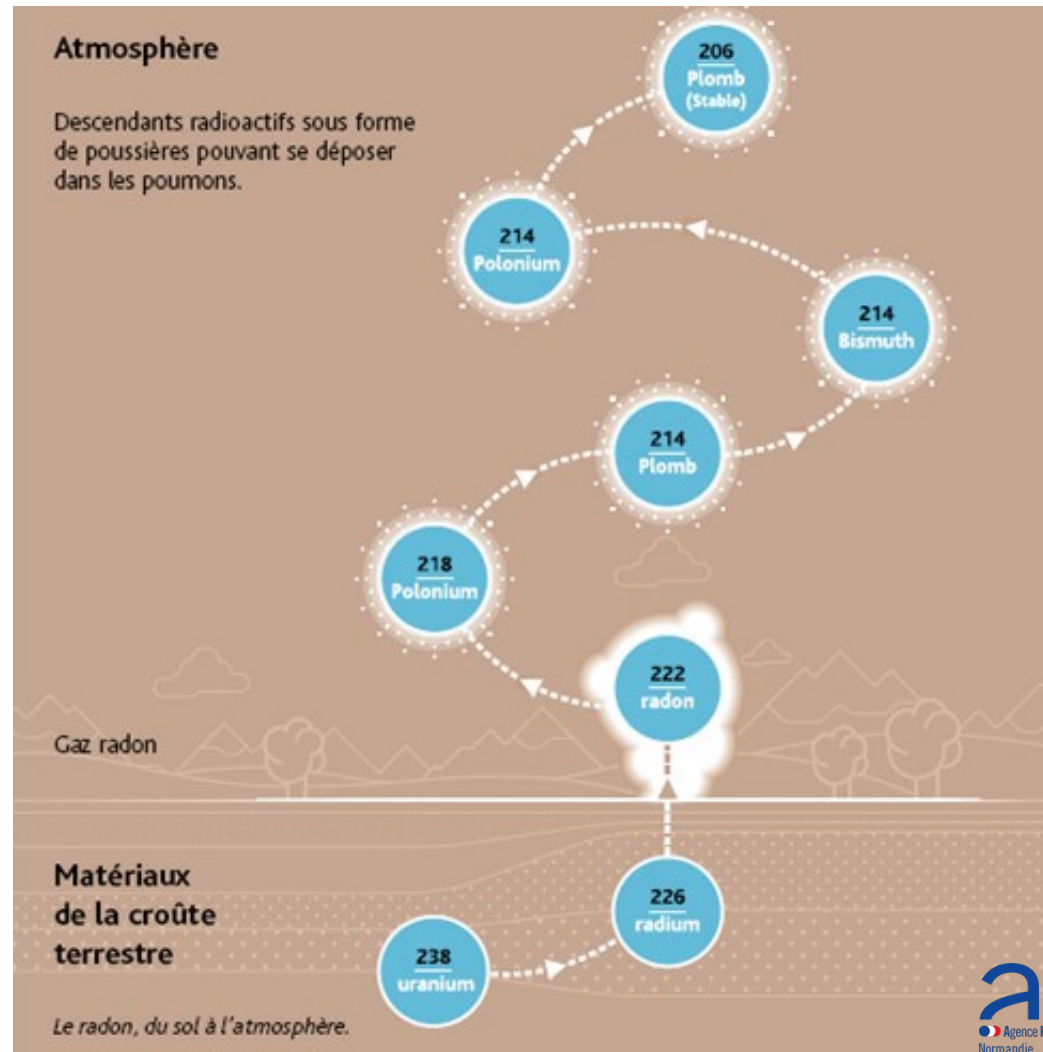 Atmosphère
Descendants radioactifs sous forme
de poussières pouvant se déposer
dans les poumons.
206
Plomb
(Stable)
214
Polonium
214
Bismuth
214
Plomb
218
Polonium
222
radon
Gaz radon
Matériaux
de la croûte
terrestre
226
radium
238
uranium
Le radon, du sol à l'atmosphère.
a
Agence
Normandie